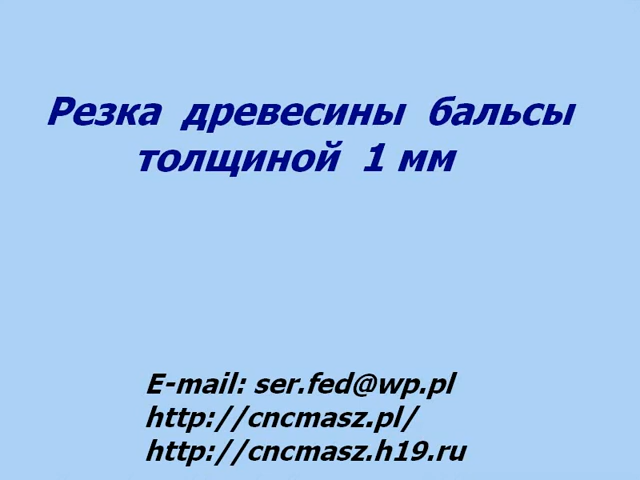 Резка древесины бальсы
толщиной 1 мм
E-mail: ser.fed@wp.pl
http://cncmasz.pl/
http://cncmasz.h19.ru